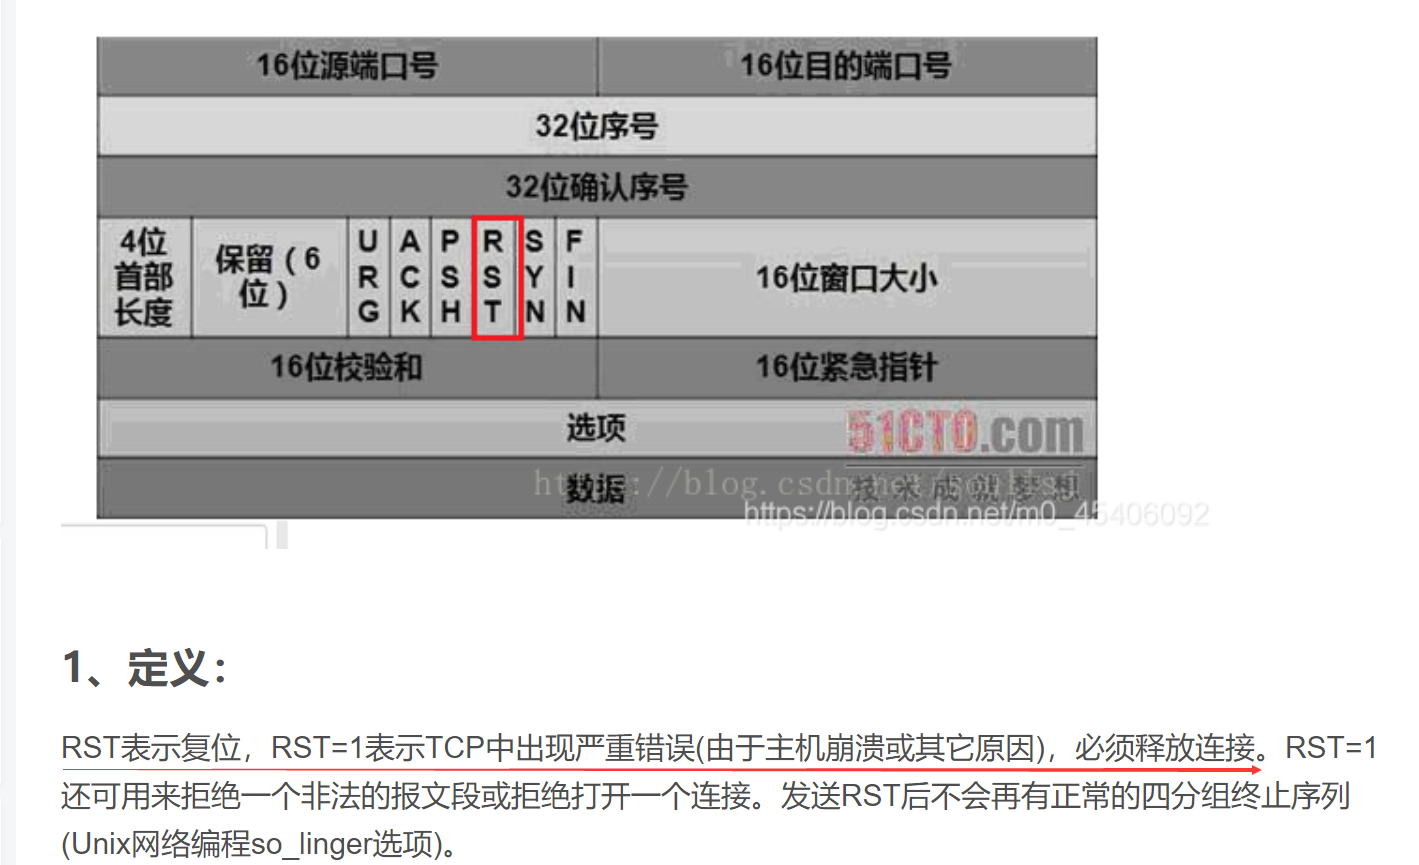 16位源端口号 16位目的端口号
32位序号
32位确认序号
4位首部长度 保留（6位） URG ACK PSH RST SYN FIN 16位窗口大小
16位校验和 16位紧急指针
选项
51CTO.com
数据
技术成就梦想
https://blog.csdn.net/m0_45406092
1、定义：
RST表示复位，RST=1表示TCP中出现严重错误(由于主机崩溃或其它原因)，必须释放连接。RST=1
还可用来拒绝一个非法的报文段或拒绝打开一个连接。发送RST后不会再有正常的四分组终止序列
(Unix网络编程so_linger选项)。